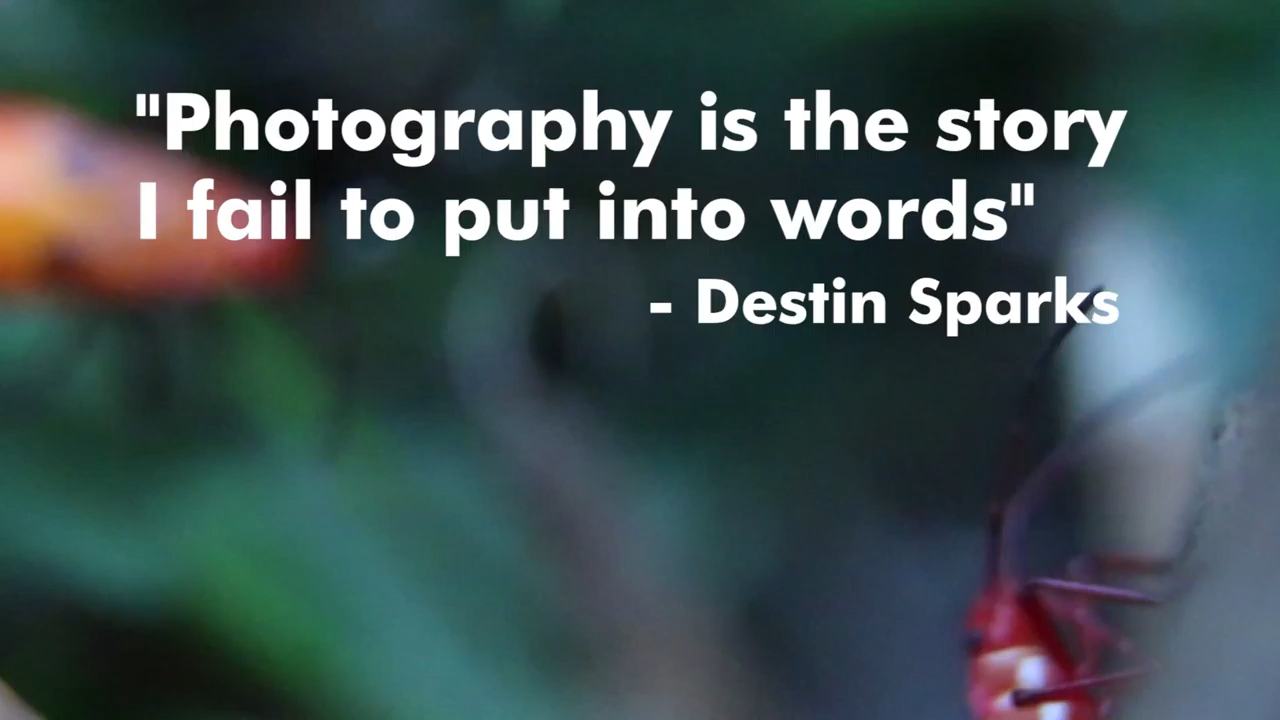 "Photography is the story
I fail to put into words"
- Destin Sparks